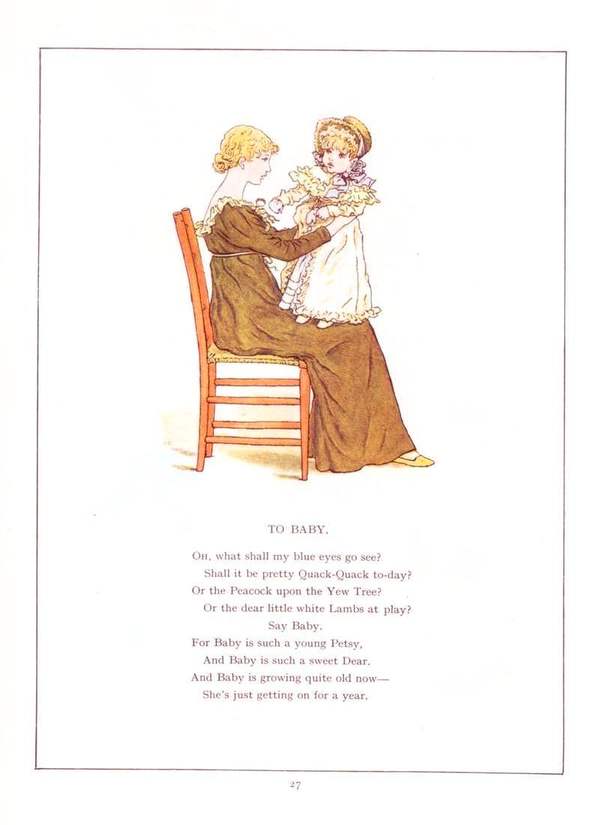 TO BABY.
OH, what shall my blue eyes go see?
Shall it be pretty Quack-Quack to-day?
Or the Peacock upon the Yew Tree?
Or the dear little white Lambs at play?
Say Baby.
For Baby is such a young Petsy,
And Baby is such a sweet Dear.
And Baby is growing quite old now—
She's just getting on for a year.
27